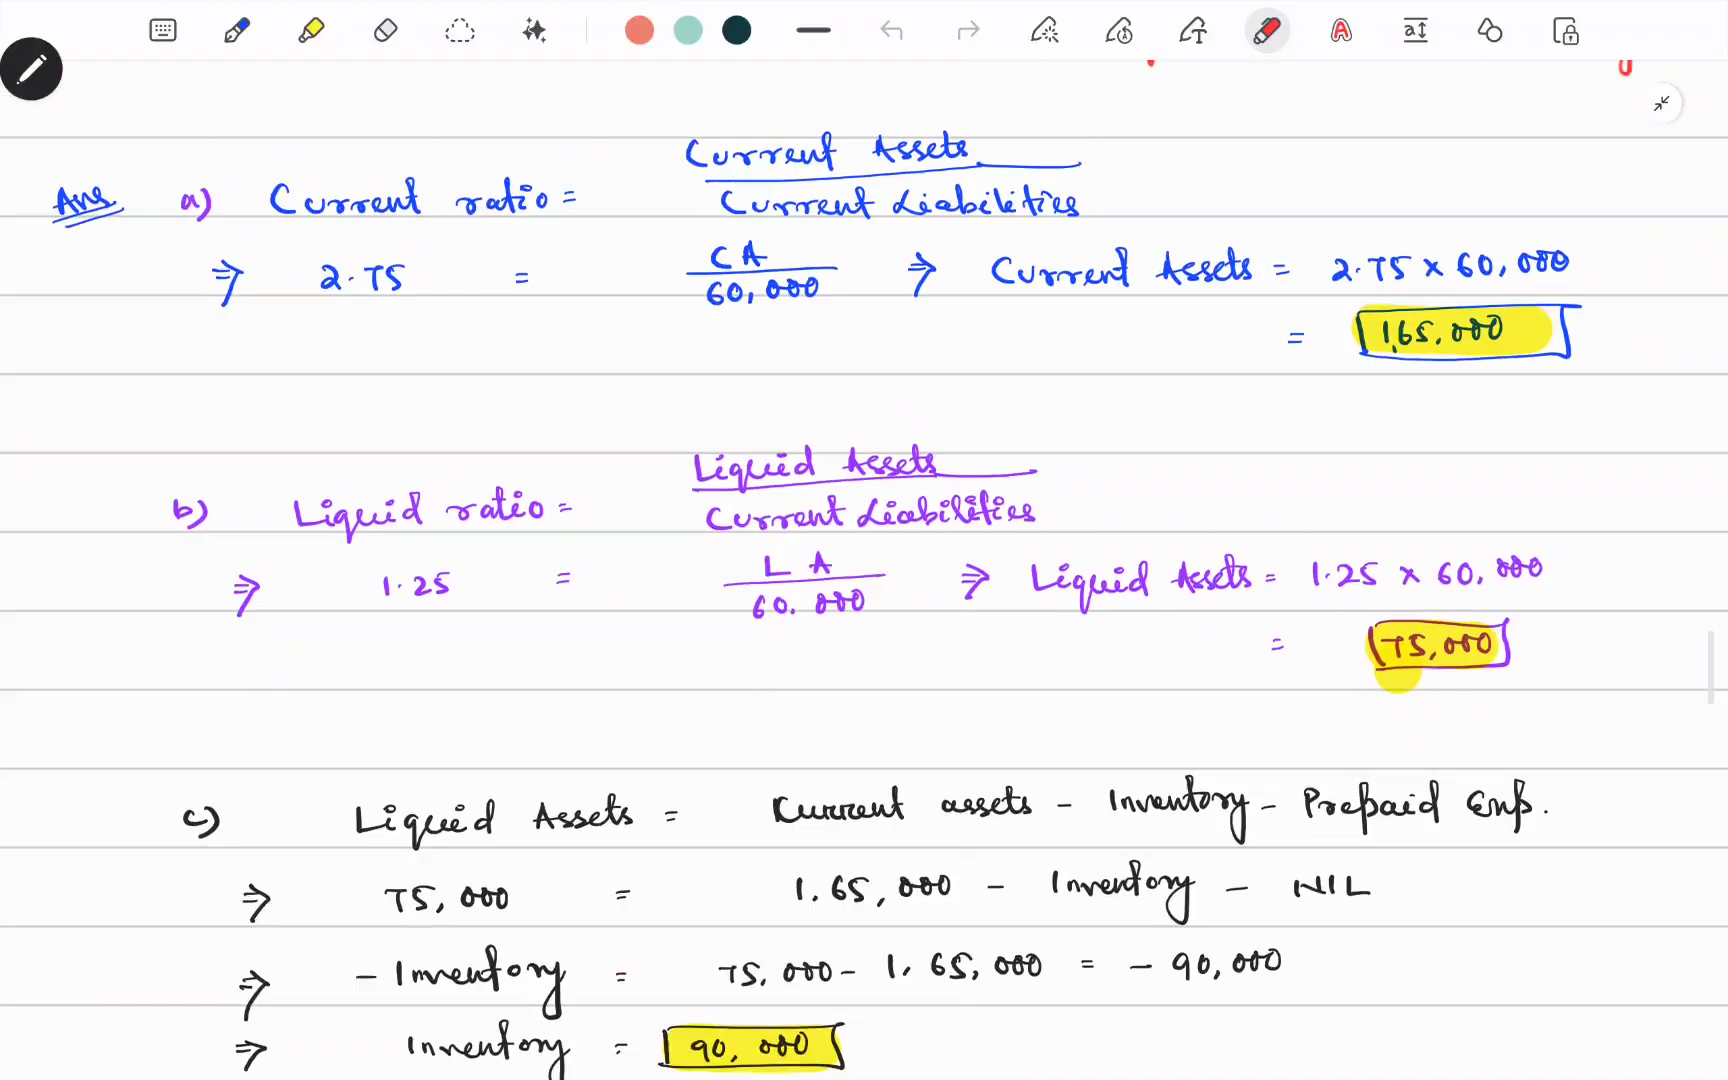 Current Assets
Ans a) Current ratio = Current Liabilities
⇒ 2.75 = CA / 60,000 ⇒ Current Assets = 2.75 x 60,000
= 1,65,000
Liquid Assets
b) Liquid ratio = Current Liabilities
⇒ 1.25 = L A / 60,000 ⇒ Liquid Assets = 1.25 x 60,000
= 75,000
c) Liquid Assets = Current assets - Inventory - Prepaid Exp.
⇒ 75,000 = 1,65,000 - Inventory - NIL
⇒ - Inventory = 75,000 - 1,65,000 = - 90,000
⇒ Inventory = 90,000